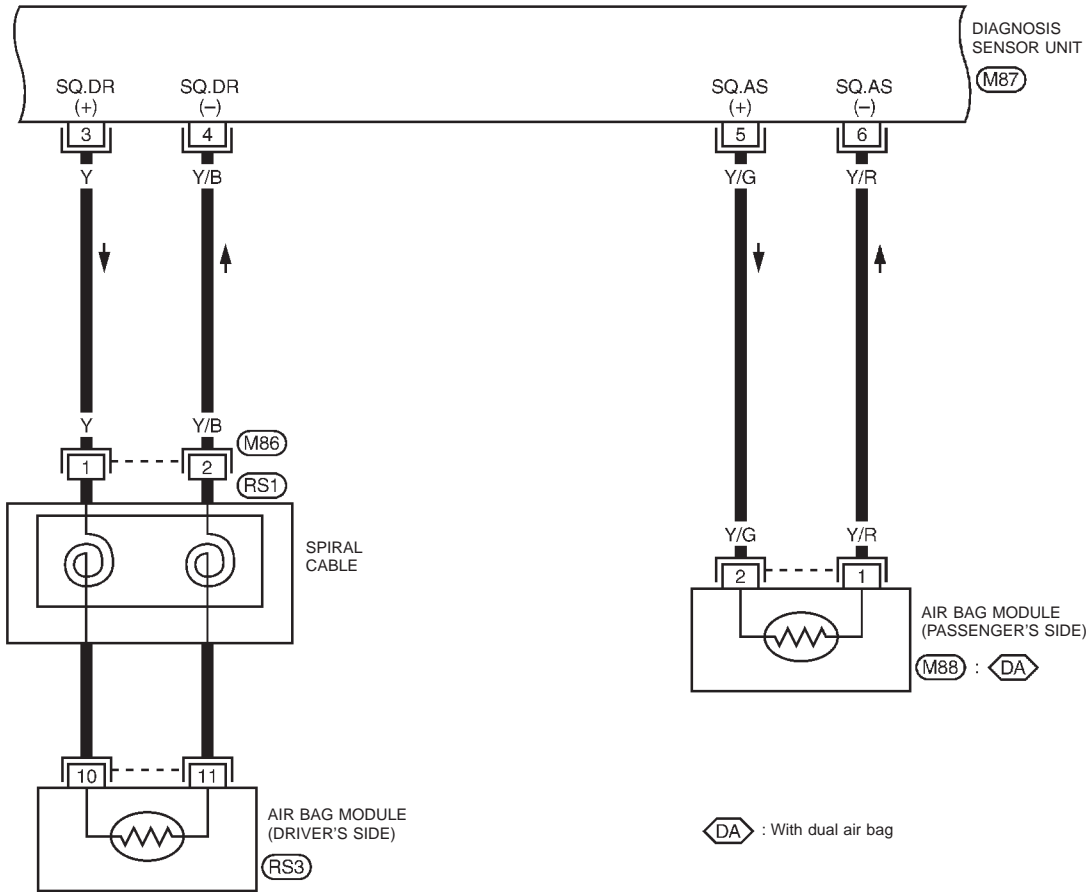 DIAGNOSIS
SENSOR UNIT
M87
SQ.DR
(+)
SQ.DR
(–)
SQ.AS
(+)
SQ.AS
(–)
3
4
5
6
Y
Y/B
Y/G
Y/R
Y
Y/B
M86
1
2
RS1
SPIRAL
CABLE
Y/G
Y/R
2
1
AIR BAG MODULE
(PASSENGER'S SIDE)
M88 : DA
10
11
AIR BAG MODULE
(DRIVER'S SIDE)
RS3
DA : With dual air bag